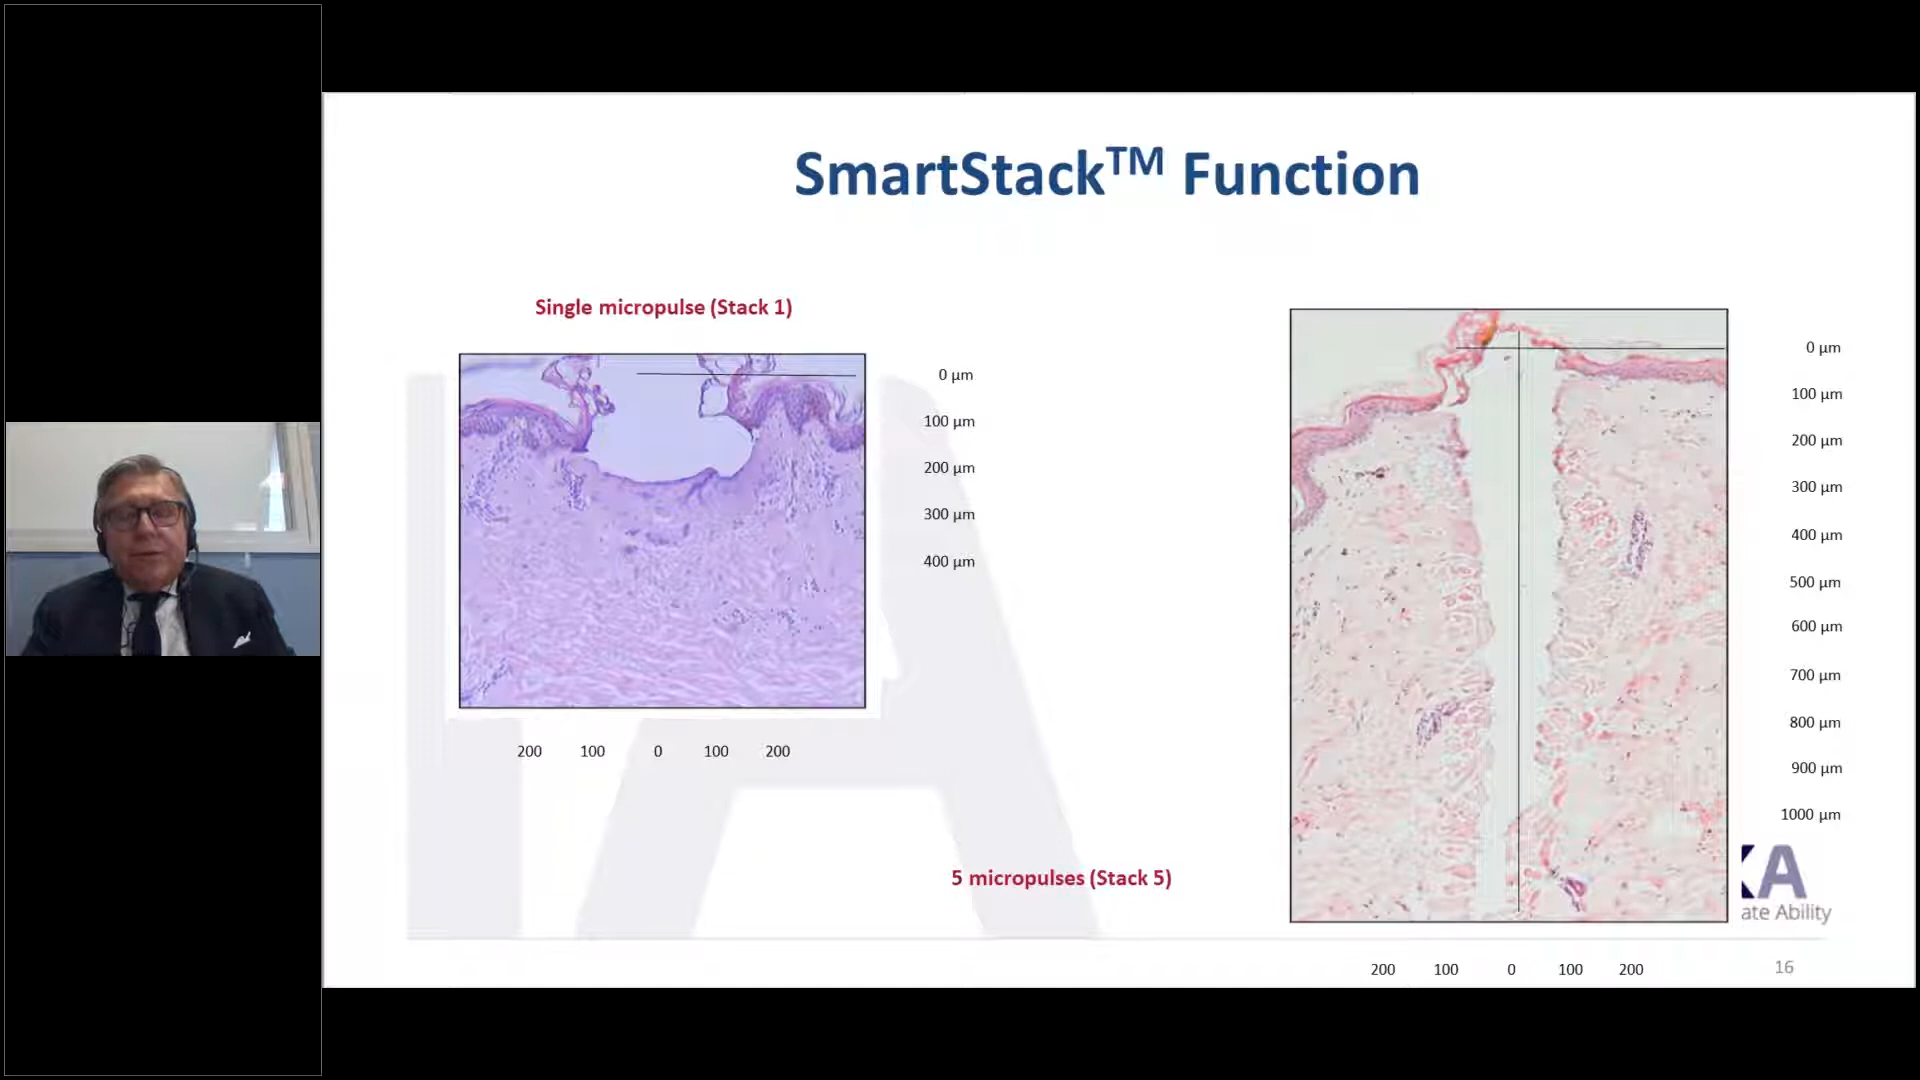 SmartStack™ Function
Single micropulse (Stack 1)
0 µm
100 µm
200 µm
300 µm
400 µm
200 100 0 100 200
5 micropulses (Stack 5)
0 µm
100 µm
200 µm
300 µm
400 µm
500 µm
600 µm
700 µm
800 µm
900 µm
1000 µm
KA
ate Ability
200 100 0 100 200
16